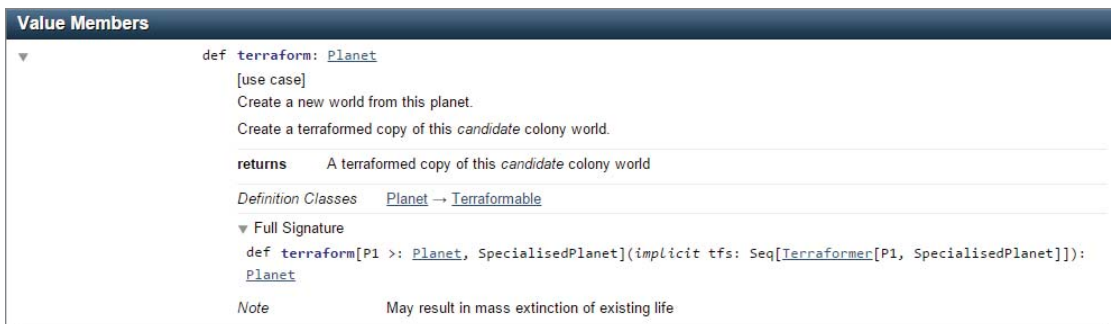 Value Members
def terraform: Planet
[use case]
Create a new world from this planet.
Create a terraformed copy of this candidate colony world.
returns A terraformed copy of this candidate colony world
Definition Classes Planet → Terraformable
Full Signature
def terraform[P1 >: Planet, SpecialisedPlanet](implicit tfs: Seq[Terraformer[P1, SpecialisedPlanet]]):
Planet
Note May result in mass extinction of existing life